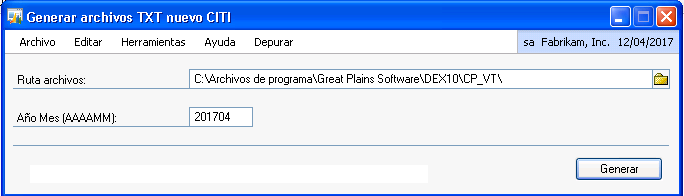 Generar archivos TXT nuevo CITI
Archivo Editar Herramientas Ayuda Depurar sa Fabrikam, Inc. 12/04/2017
Ruta archivos: C:\Archivos de programa\Great Plains Software\DEX10\CP_VT\
Año Mes (AAAAMM): 201704
Generar